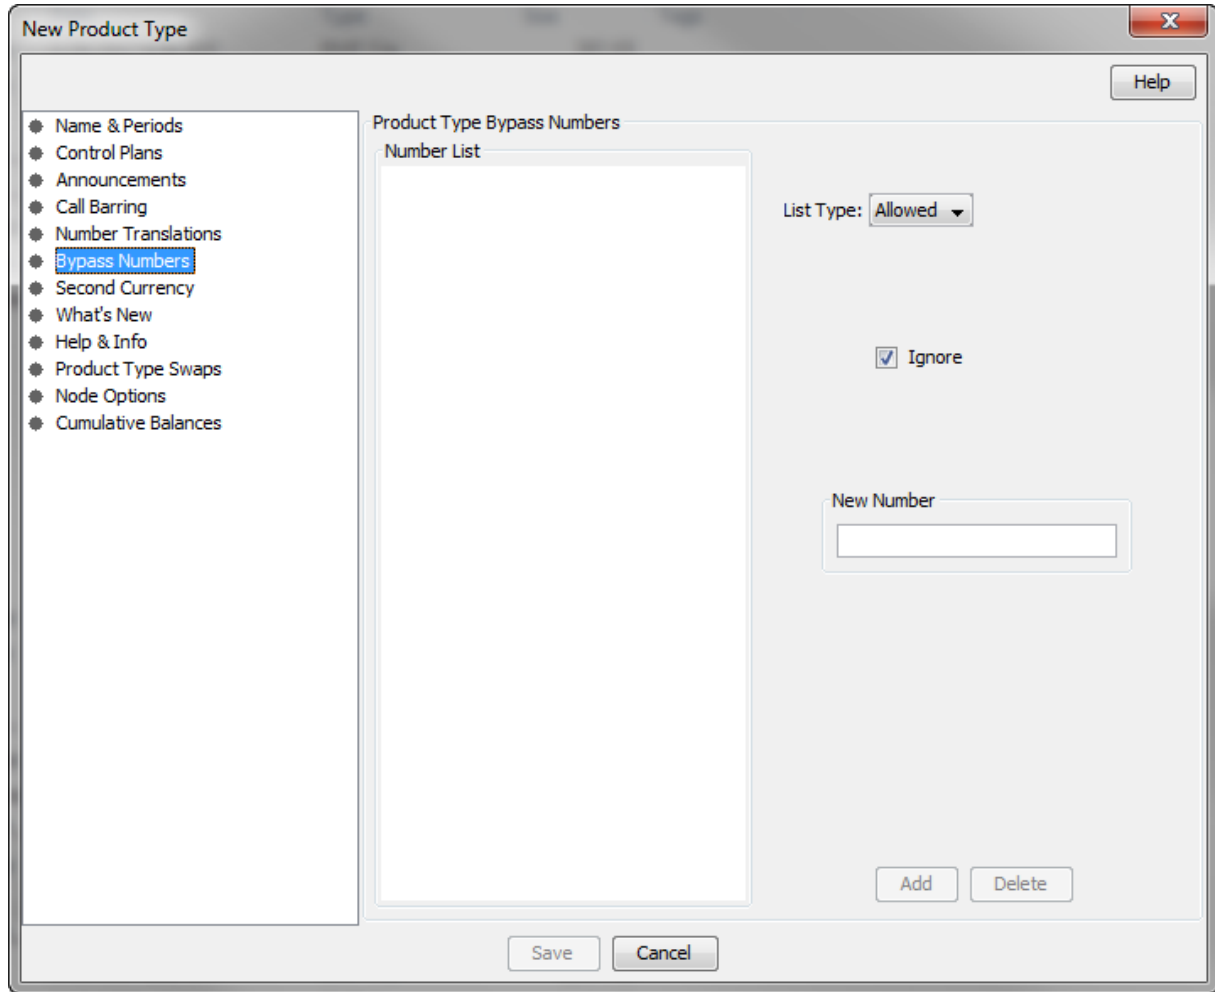 New Product Type
Help
Name & Periods
Control Plans
Announcements
Call Barring
Number Translations
Bypass Numbers
Second Currency
What's New
Help & Info
Product Type Swaps
Node Options
Cumulative Balances
Product Type Bypass Numbers
Number List
List Type: Allowed
Ignore
New Number
Add Delete
Save Cancel